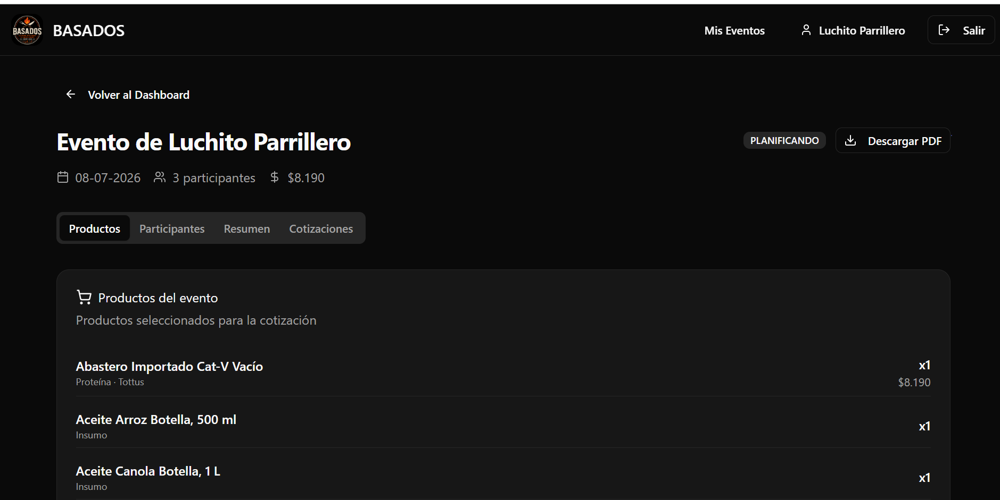 BASADOS
BASADOS
Mis Eventos
Luchito Parrillero
Salir
Volver al Dashboard
Evento de Luchito Parrillero
PLANIFICANDO
Descargar PDF
08-07-2026
3 participantes
$8.190
Productos
Participantes
Resumen
Cotizaciones
Productos del evento
Productos seleccionados para la cotización
Abastero Importado Cat-V Vacío
x1
Proteína · Tottus
$8.190
Aceite Arroz Botella, 500 ml
Insumo
x1
Aceite Canola Botella, 1 L
Insumo
x1